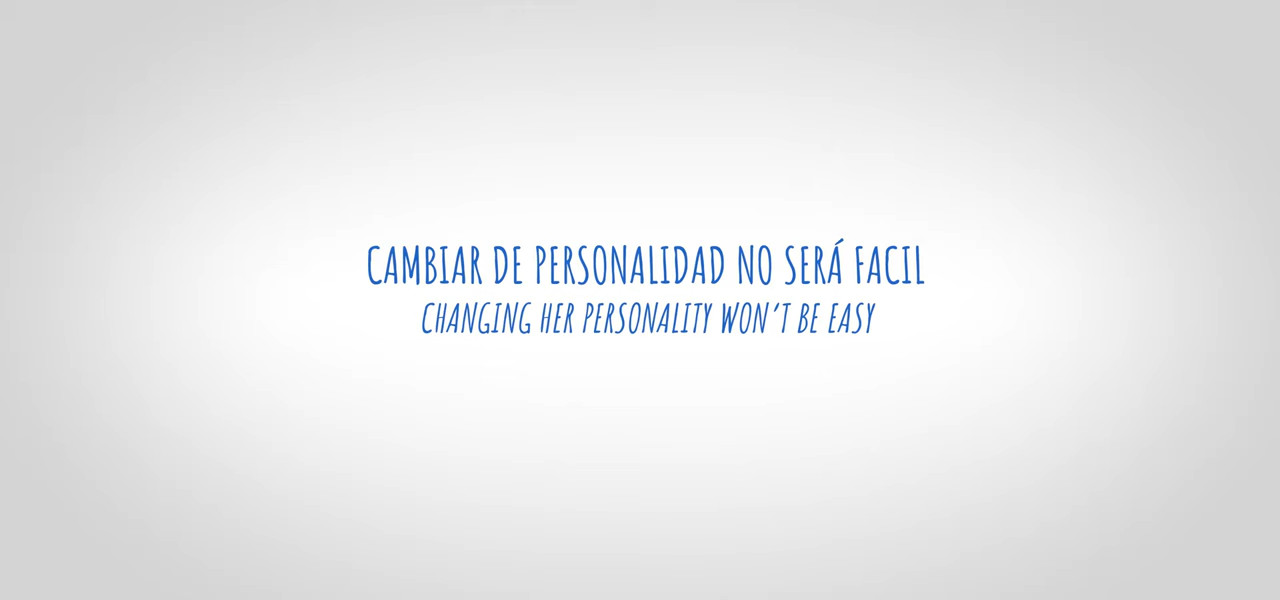 CAMBIAR DE PERSONALIDAD NO SERÁ FACIL
CHANGING HER PERSONALITY WON'T BE EASY